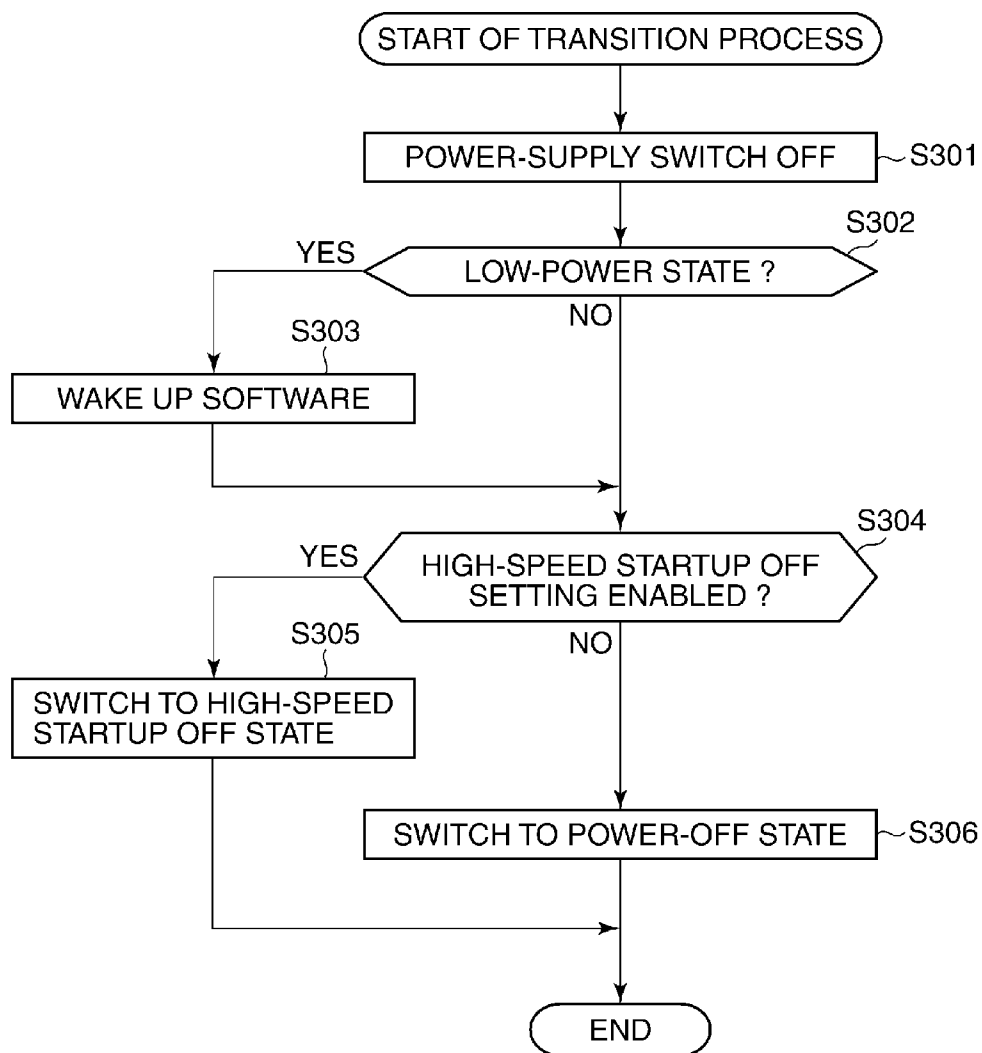 START OF TRANSITION PROCESS
POWER-SUPPLY SWITCH OFF
S301
S302
YES
LOW-POWER STATE ?
NO
S303
WAKE UP SOFTWARE
S304
YES
HIGH-SPEED STARTUP OFF
SETTING ENABLED ?
NO
S305
SWITCH TO HIGH-SPEED
STARTUP OFF STATE
SWITCH TO POWER-OFF STATE
S306
END